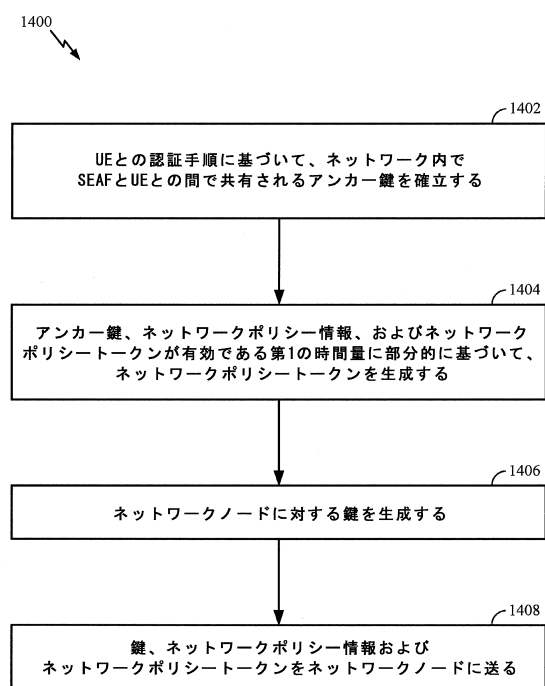 1400
1402
UEとの認証手順に基づいて、ネットワーク内で
SEAFとUEとの間で共有されるアンカー鍵を確立する
1404
アンカー鍵、ネットワークポリシー情報、およびネットワーク
ポリシートークンが有効である第1の時間量に部分的に基づいて、
ネットワークポリシートークンを生成する
1406
ネットワークノードに対する鍵を生成する
1408
鍵、ネットワークポリシー情報および
ネットワークポリシートークンをネットワークノードに送る